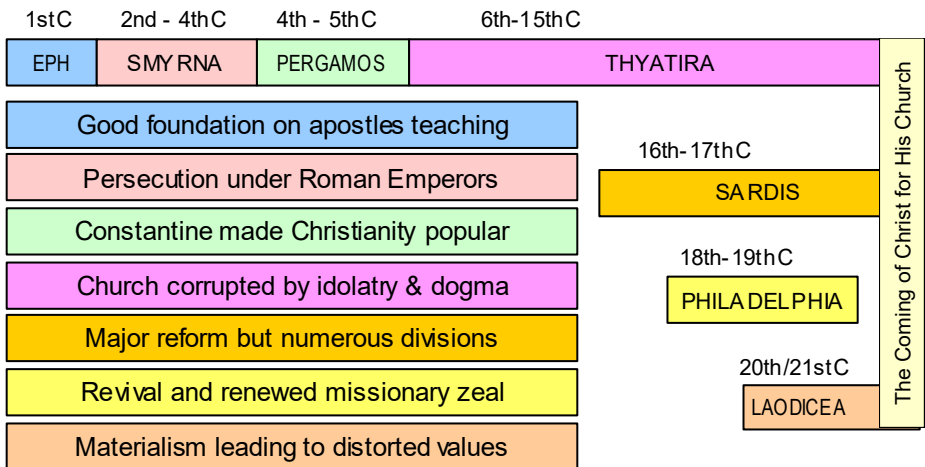 1stC 2nd - 4thC 4th - 5thC 6th-15thC
EPH SMYRNA PERGAMOS THYATIRA
Good foundation on apostles teaching
Persecution under Roman Emperors
Constantine made Christianity popular
Church corrupted by idolatry & dogma
Major reform but numerous divisions
Revival and renewed missionary zeal
Materialism leading to distorted values
16th-17thC
SARDIS
18th-19thC
PHILADELPHIA
20th/21stC
LAODICEA
The Coming of Christ for His Church